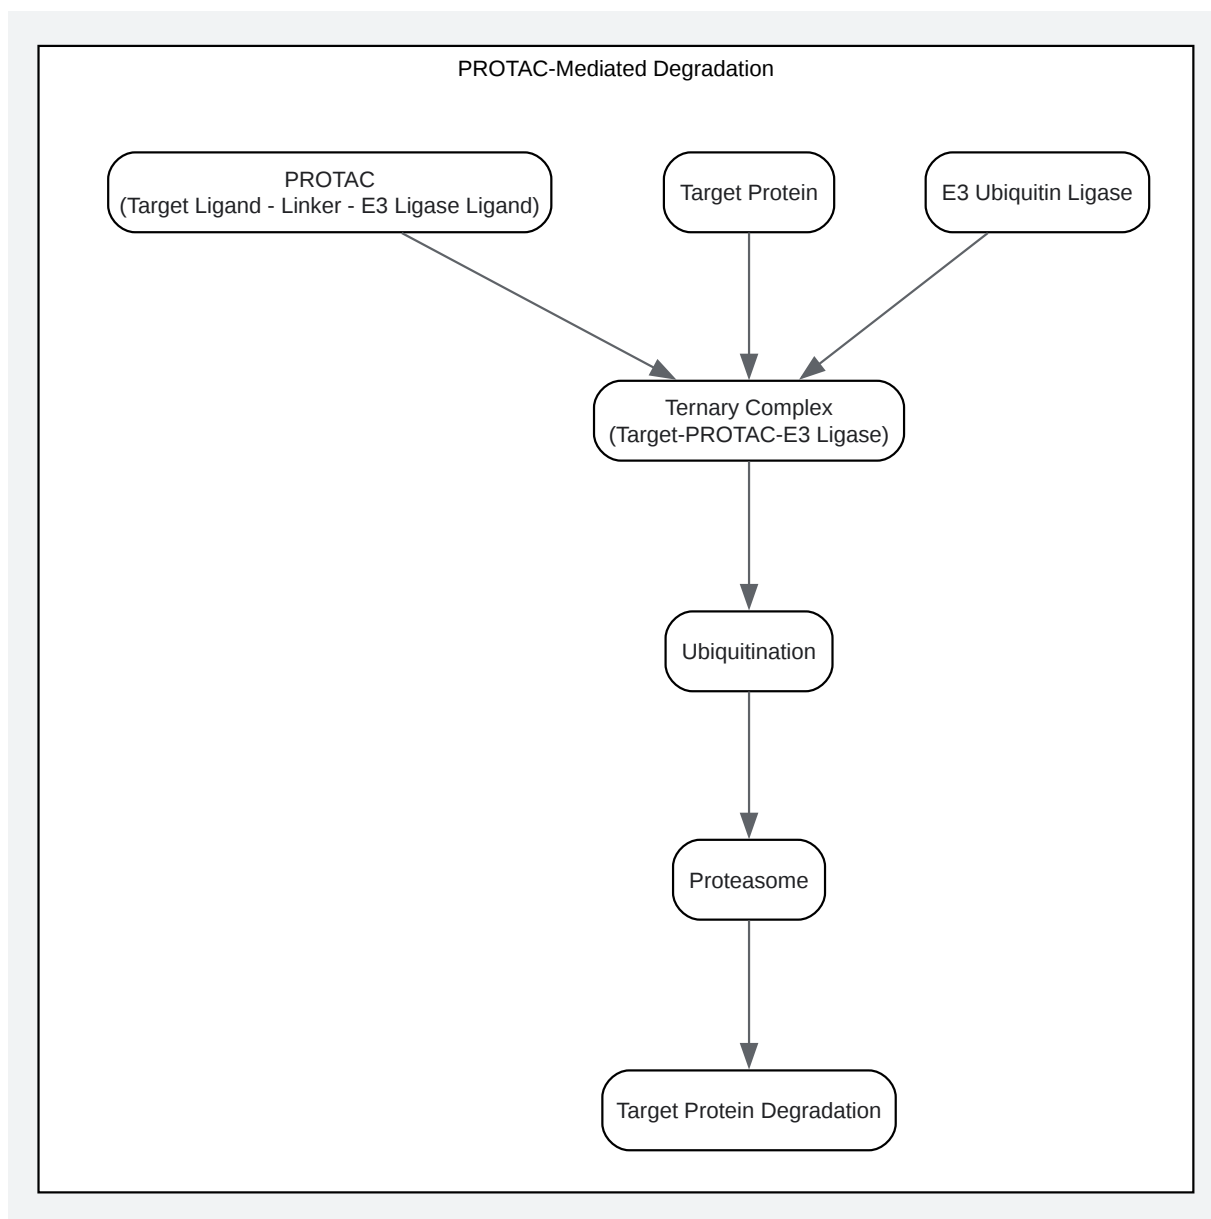 PROTAC-Mediated Degradation
PROTAC
(Target Ligand - Linker - E3 Ligase Ligand)
Target Protein
E3 Ubiquitin Ligase
Ternary Complex
(Target-PROTAC-E3 Ligase)
Ubiquitination
Proteasome
Target Protein Degradation